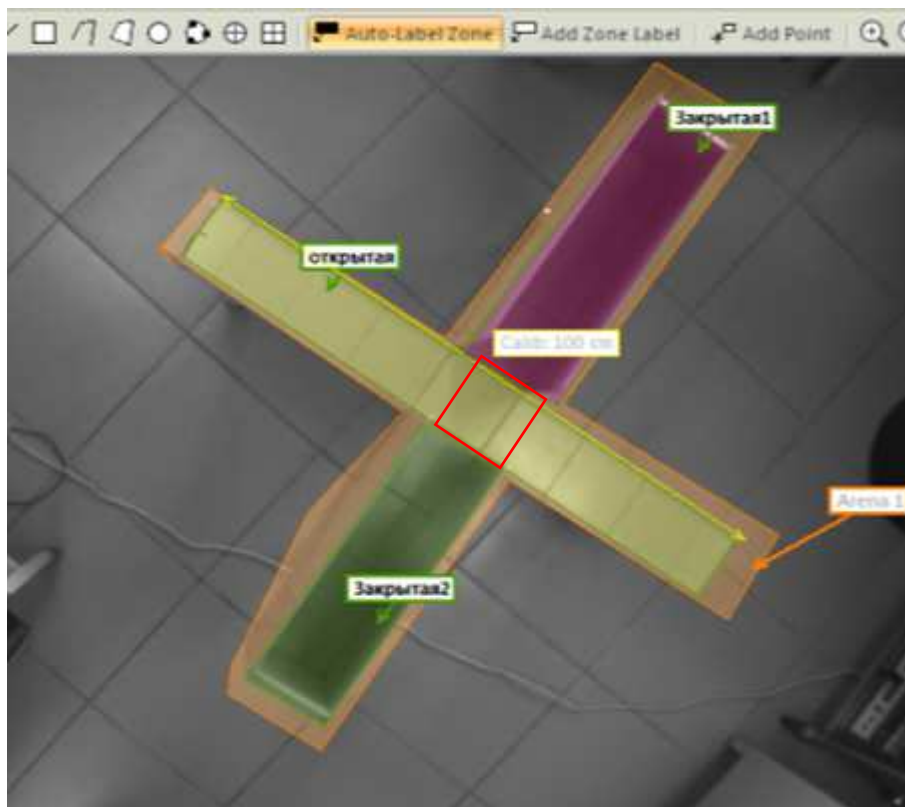 Auto-Label Zone Add Zone Label Add Point
Закрытая1
открытая
Calib: 100 cm
Arena 1
Закрытая2